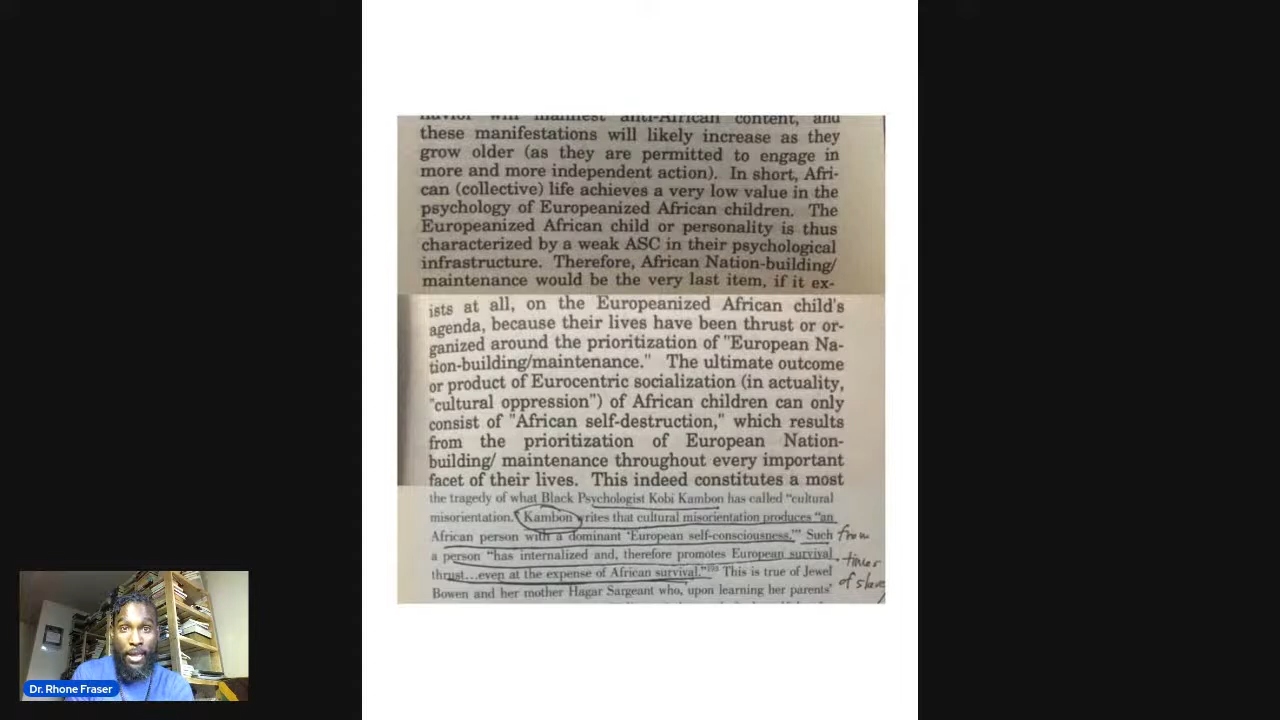 havior will manifest anti-African content, and
these manifestations will likely increase as they
grow older (as they are permitted to engage in
more and more independent action). In short, Afri-
can (collective) life achieves a very low value in the
psychology of Europeanized African children. The
Europeanized African child or personality is thus
characterized by a weak ASC in their psychological
infrastructure. Therefore, African Nation-building/
maintenance would be the very last item, if it ex-
ists at all, on the Europeanized African child's
agenda, because their lives have been thrust or or-
ganized around the prioritization of "European Na-
tion-building/maintenance." The ultimate outcome
or product of Eurocentric socialization (in actuality,
"cultural oppression") of African children can only
consist of "African self-destruction," which results
from the prioritization of European Nation-
building/ maintenance throughout every important
facet of their lives. This indeed constitutes a most
the tragedy of what Black Psychologist Kobi Kambon has called “cultural
misorientation. Kambon writes that cultural misorientation produces “an
African person with a dominant ‘European self-consciousness.’” Such
a person “has internalized and, therefore promotes European survival
thrust...even at the expense of African survival.” This is true of Jewel
Bowen and her mother Hagar Sargeant who, upon learning her parents’
from
times
of slave
Dr. Rhone Fraser